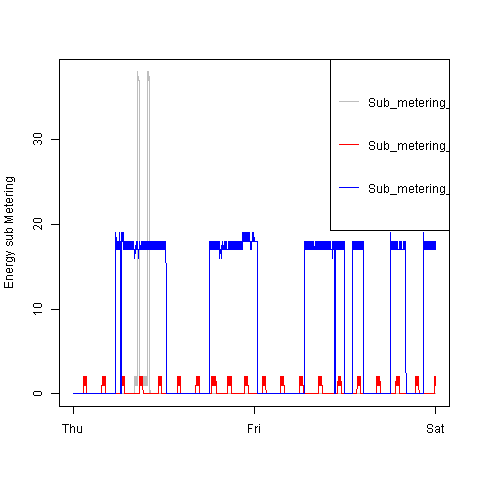 Sub_metering_
Sub_metering_
Sub_metering_
Energy sub Metering
30
20
10
0
Thu
Fri
Sat